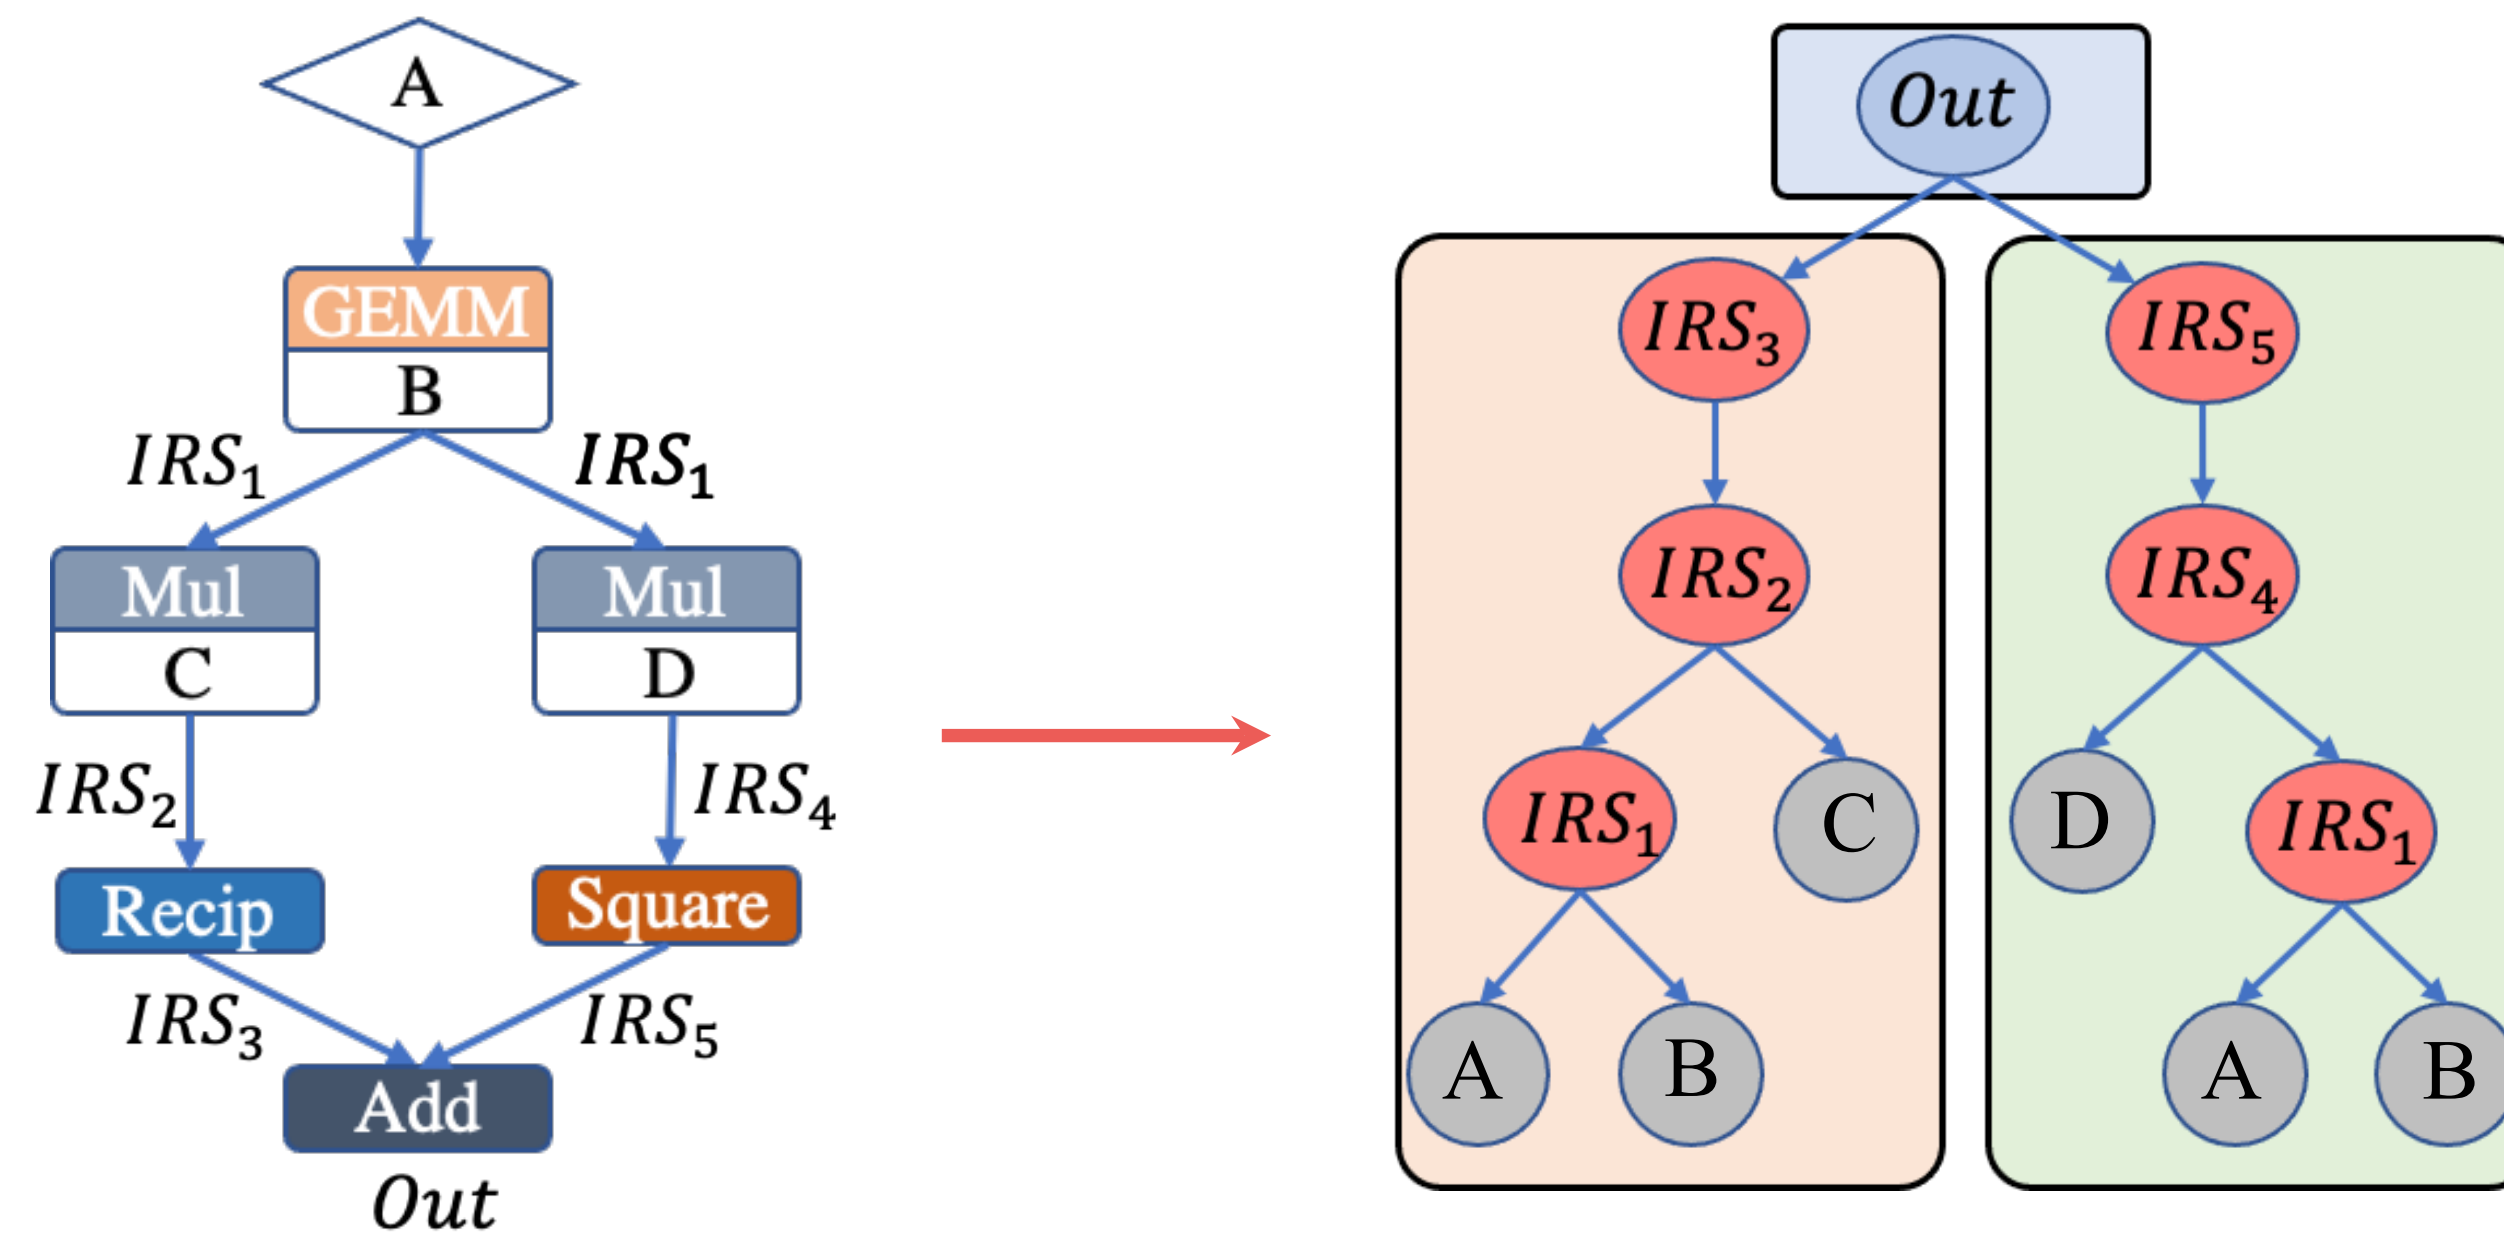 A
GEMM
B
IRS₁ IRS₁
Mul Mul
C D
IRS₂ IRS₄
Recip Square
IRS₃ IRS₅
Add
Out
Out
IRS₃ IRS₅
IRS₂ IRS₄
IRS₁ C D IRS₁
A B A B